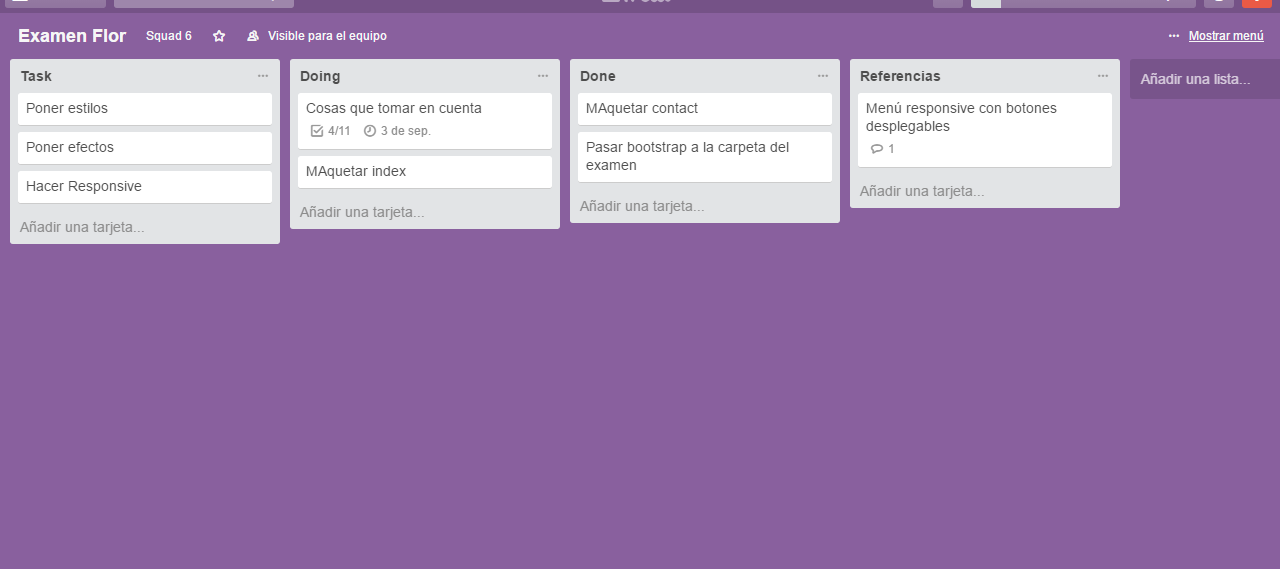 Examen Flor
Squad 6
Visible para el equipo
Mostrar menú
Task
Poner estilos
Poner efectos
Hacer Responsive
Añadir una tarjeta...
Doing
Cosas que tomar en cuenta
4/11
3 de sep.
MAquetar index
Añadir una tarjeta...
Done
MAquetar contact
Pasar bootstrap a la carpeta del
examen
Añadir una tarjeta...
Referencias
Menú responsive con botones
desplegables
1
Añadir una tarjeta...
Añadir una lista...